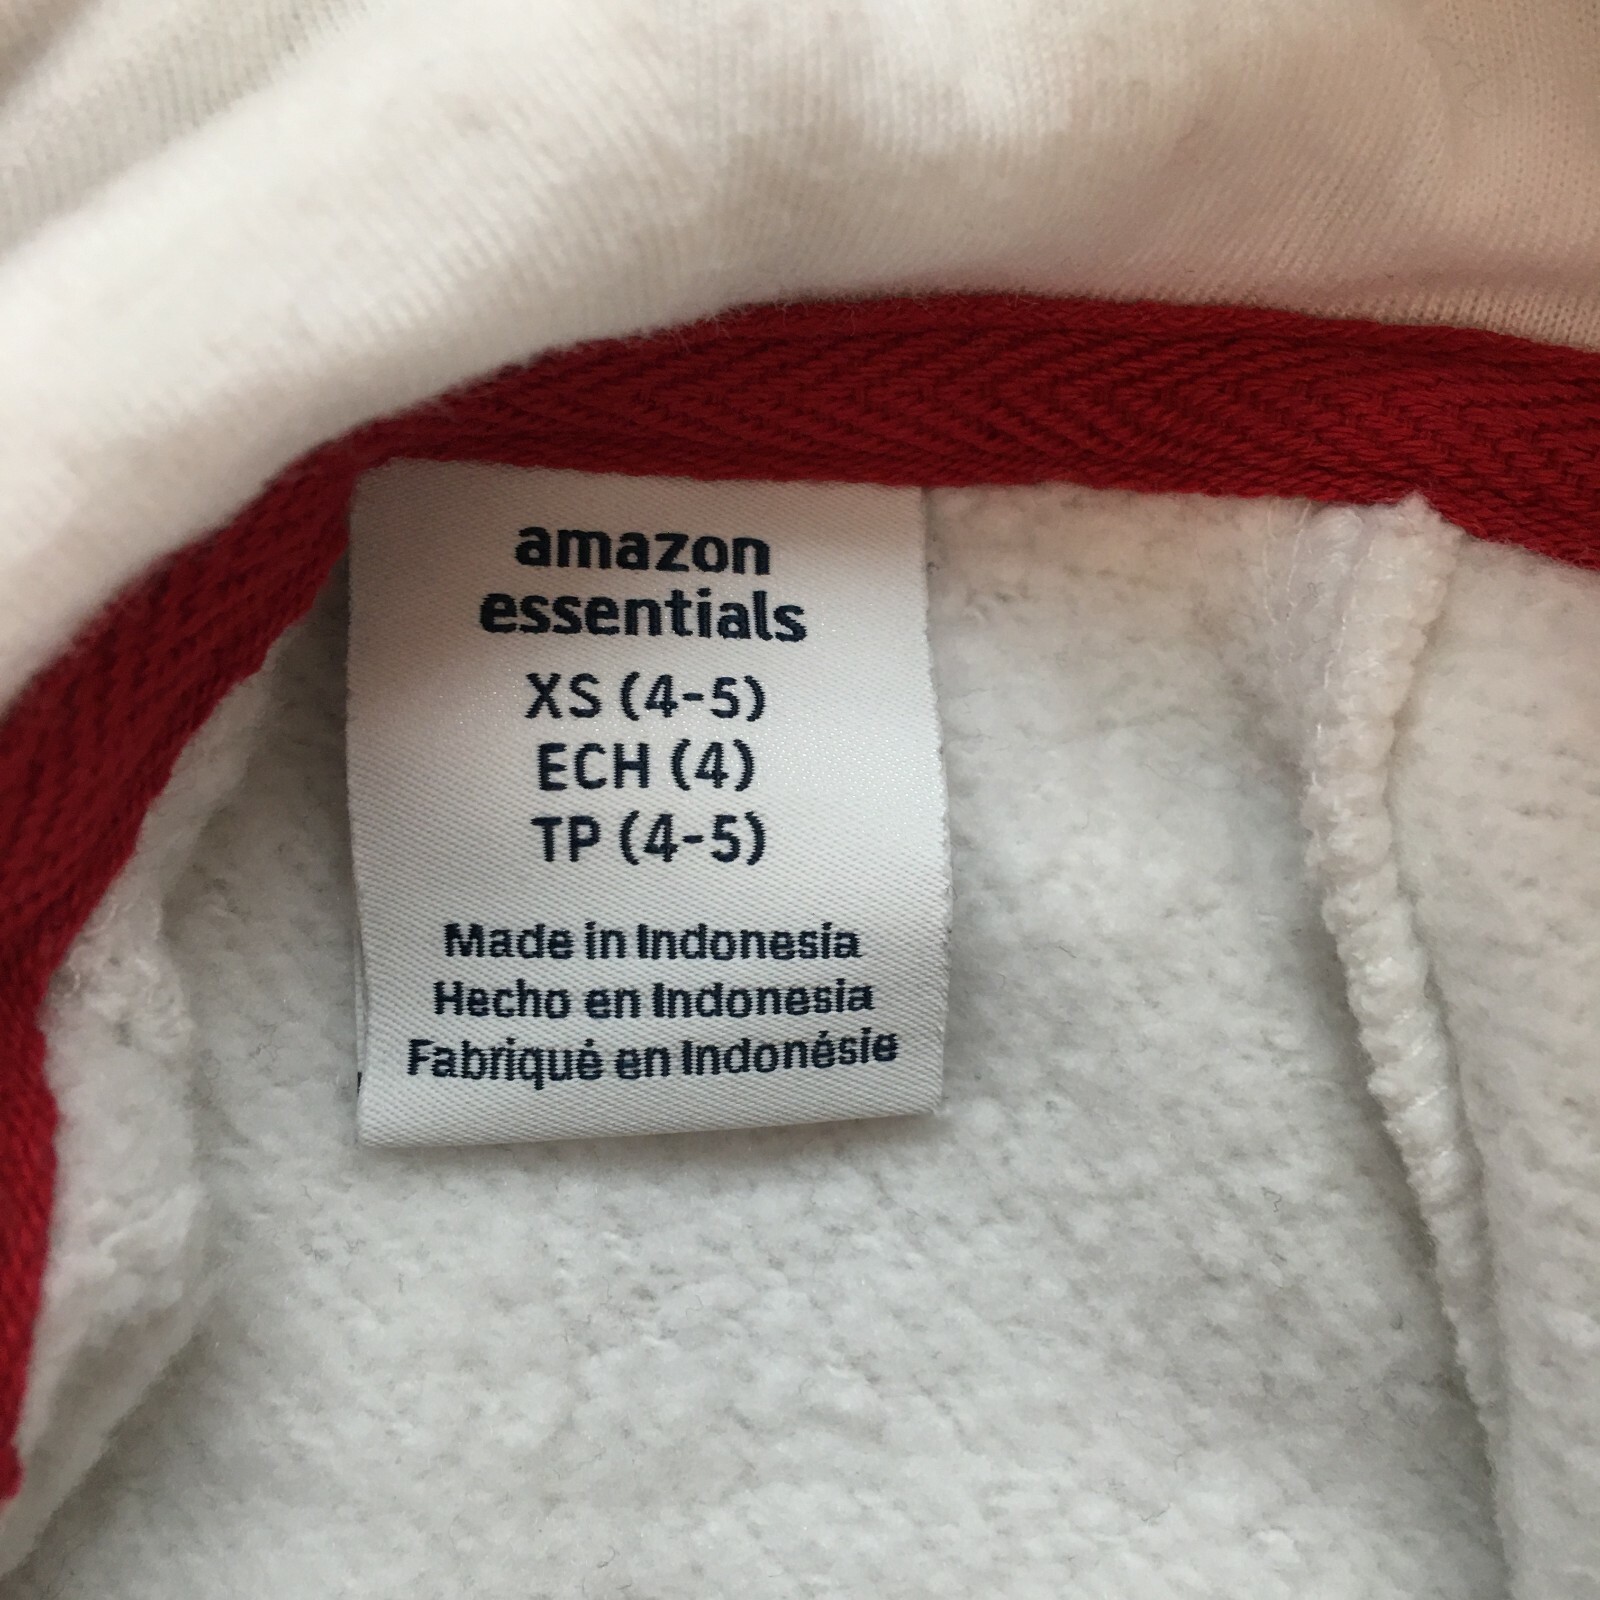 amazon
essentials
XS (4-5)
ECH (4)
TP (4-5)
Made in Indonesia
Hecho en Indonesia
Fabriqué en Indonésie